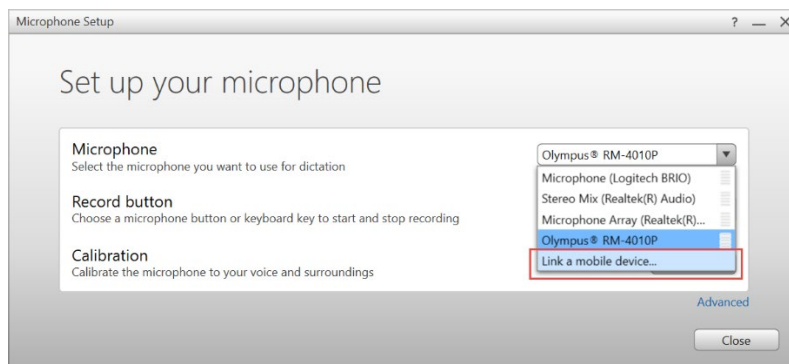 Microphone Setup
?
Set up your microphone
Microphone
Select the microphone you want to use for dictation
Olympus® RM-4010P
Microphone (Logitech BRIO)
Stereo Mix (Realtek(R) Audio)
Microphone Array (Realtek(R)...
Olympus® RM-4010P
Link a mobile device...
Record button
Choose a microphone button or keyboard key to start and stop recording
Calibration
Calibrate the microphone to your voice and surroundings
Advanced
Close